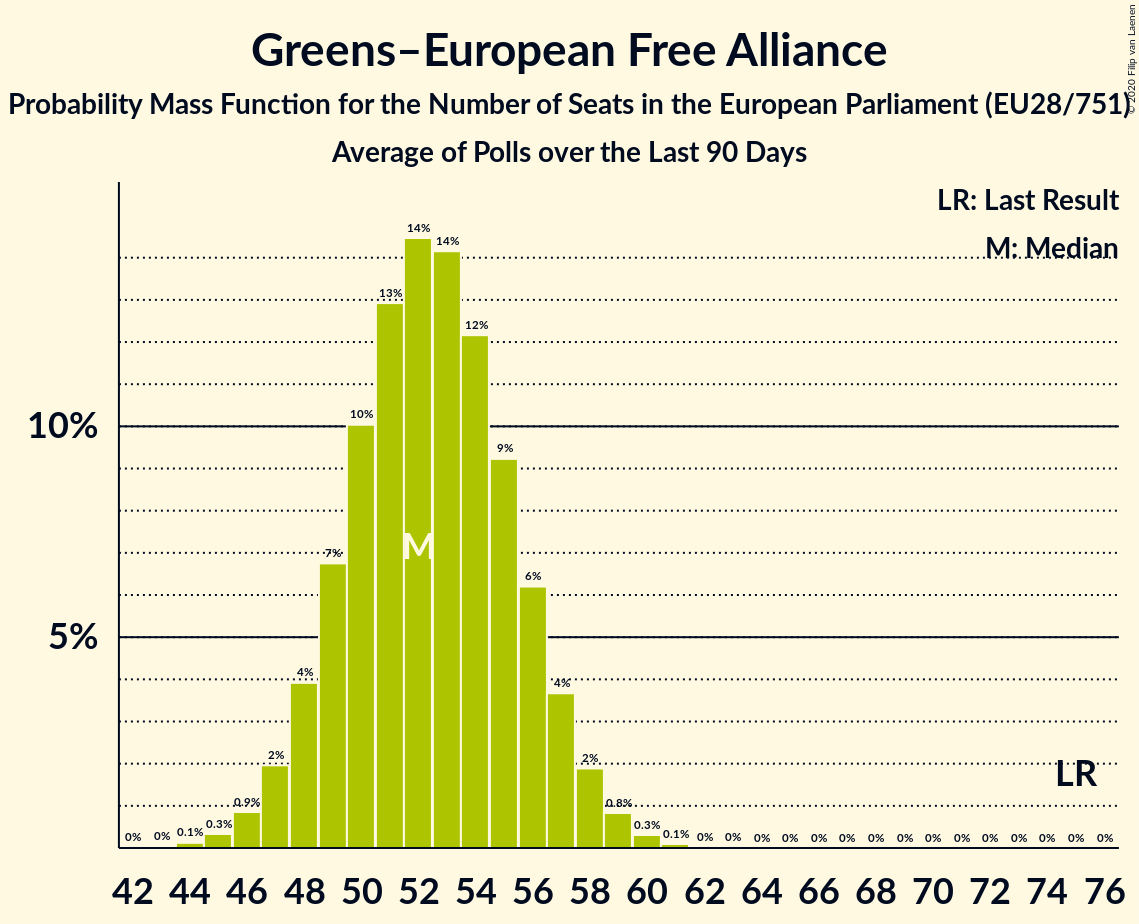 Greens–European Free Alliance
Probability Mass Function for the Number of Seats in the European Parliament (EU28/751)
Average of Polls over the Last 90 Days
© 2020 Filip van Laenen
LR: Last Result
M: Median
10%
5%
0% 0% 0.1% 0.3% 0.9% 2% 4% 7% 10% 13% 14% 14% 12% 9% 6% 4% 2% 0.8% 0.3% 0.1% 0% 0% 0% 0% 0% 0% 0% 0% 0% 0% 0% 0% 0% 0% 0%
M
LR
42 44 46 48 50 52 54 56 58 60 62 64 66 68 70 72 74 76